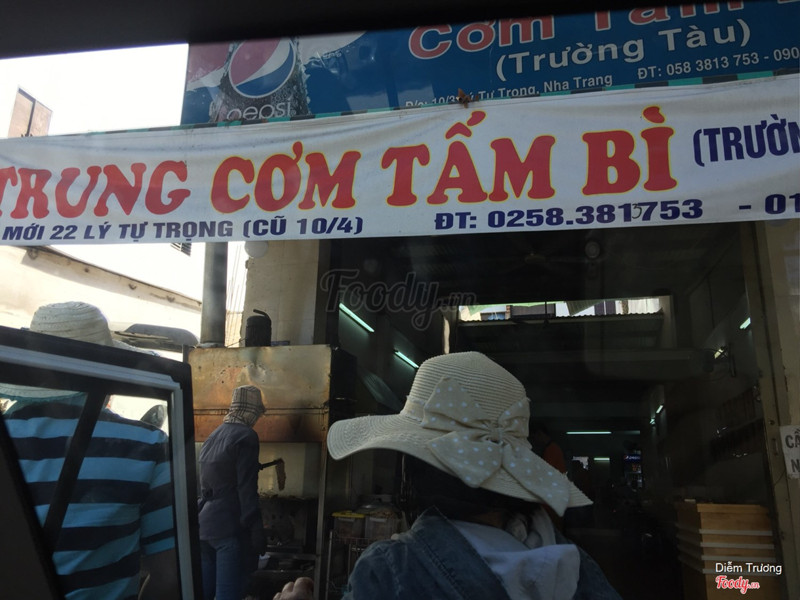 pepsi
Cơm Tấm
(Trường Tàu)
Đ/c: 10/3 Lý Tự Trọng, Nha Trang ĐT: 058 3813 753 - 090
TRUNG CƠM TẤM BÌ (TRƯỜN
MỚI 22 LÝ TỰ TRỌNG (CŨ 10/4) ĐT: 0258.3813753 - 01
Foody.vn
Diễm Trương
Foody.vn